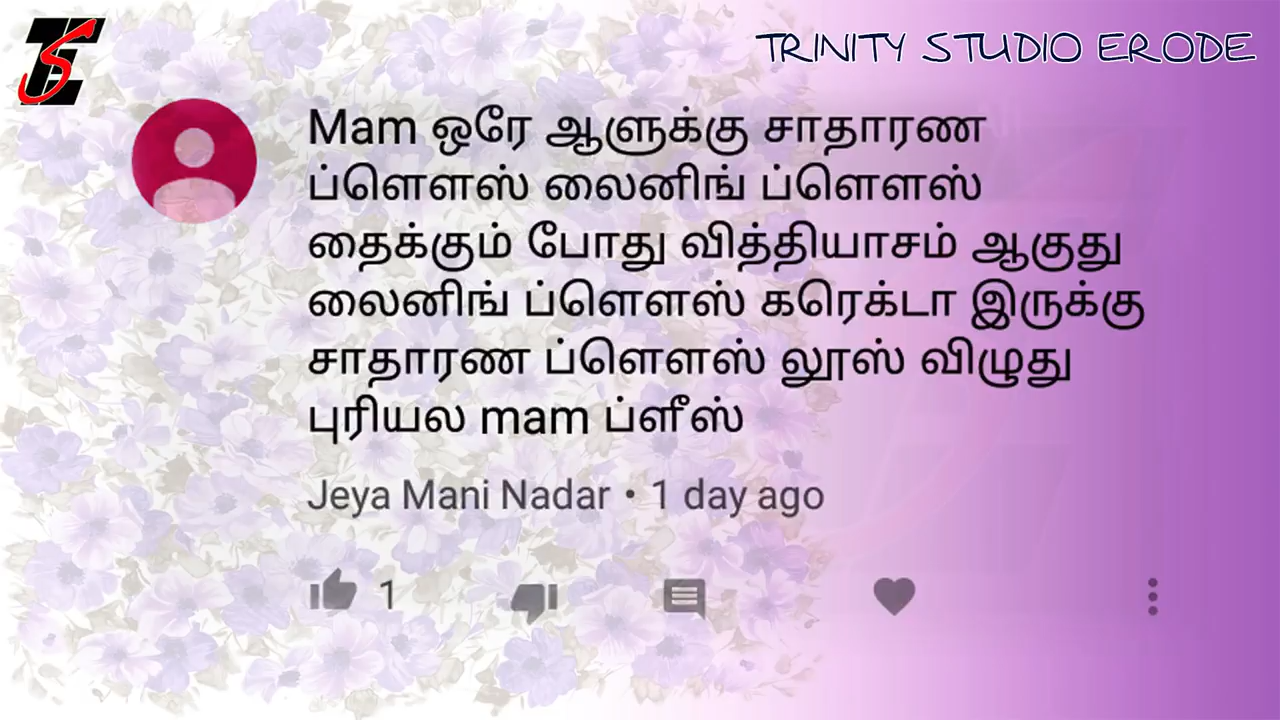 TRINITY STUDIO ERODE
Mam ஒரே ஆளுக்கு சாதாரண
ப்ளௌஸ் லைனிங் ப்ளௌஸ்
தைக்கும் போது வித்தியாசம் ஆகுது
லைனிங் ப்ளௌஸ் கரெக்டா இருக்கு
சாதாரண ப்ளௌஸ் லூஸ் விழுது
புரியல mam ப்ளீஸ்
Jeya Mani Nadar • 1 day ago
1